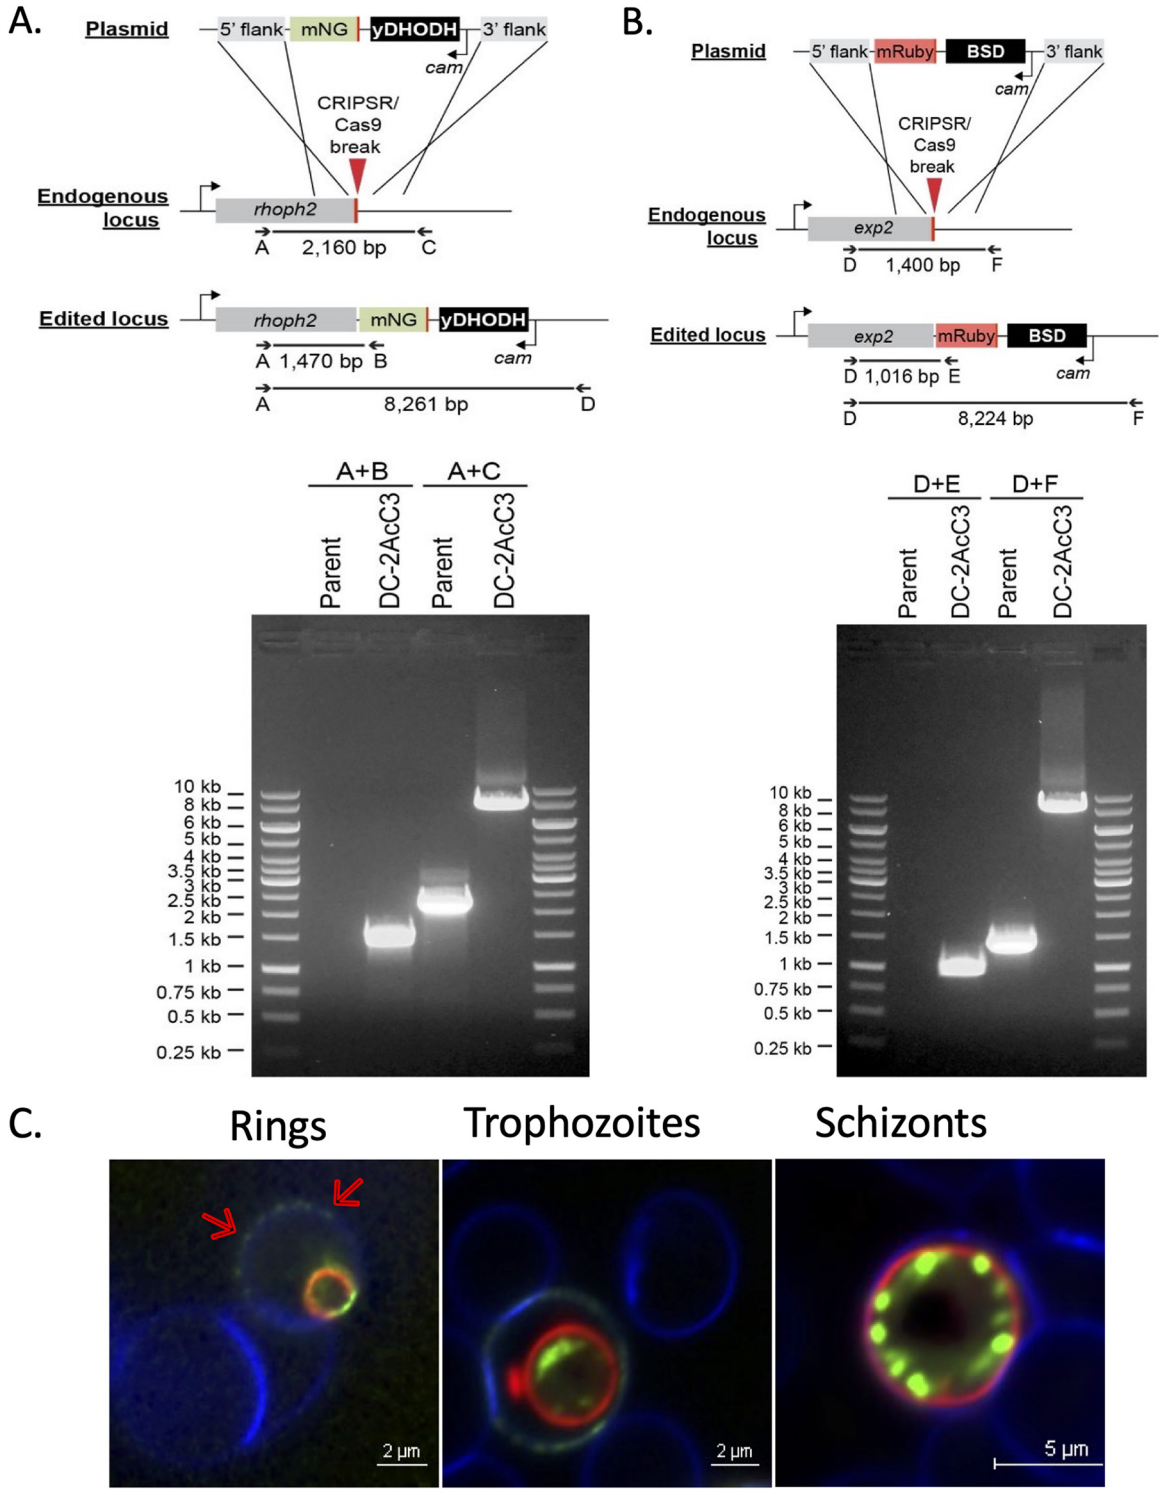 A.
Plasmid
5' flank
mNG
yDHODH
3' flank
cam
CRIPSR/
Cas9
break
Endogenous
locus
rhoph2
A
2,160 bp
C
Edited locus
rhoph2
mNG
yDHODH
cam
A
1,470 bp
B
A
8,261 bp
D
A+B
A+C
Parent
DC-2AcC3
Parent
DC-2AcC3
10 kb
8 kb
6 kb
5 kb
4 kb
3.5 kb
3 kb
2.5 kb
2 kb
1.5 kb
1 kb
0.75 kb
0.5 kb
0.25 kb
B.
Plasmid
5' flank
mRuby
BSD
3' flank
cam
CRIPSR/
Cas9
break
Endogenous
locus
exp2
D
1,400 bp
F
Edited locus
exp2
mRuby
BSD
cam
D
1,016 bp
E
D
8,224 bp
F
D+E
D+F
Parent
DC-2AcC3
Parent
DC-2AcC3
10 kb
8 kb
6 kb
5 kb
4 kb
3.5 kb
3 kb
2.5 kb
2 kb
1.5 kb
1 kb
0.75 kb
0.5 kb
0.25 kb
C.
Rings
Trophozoites
Schizonts
2 µm
2 µm
5 µm